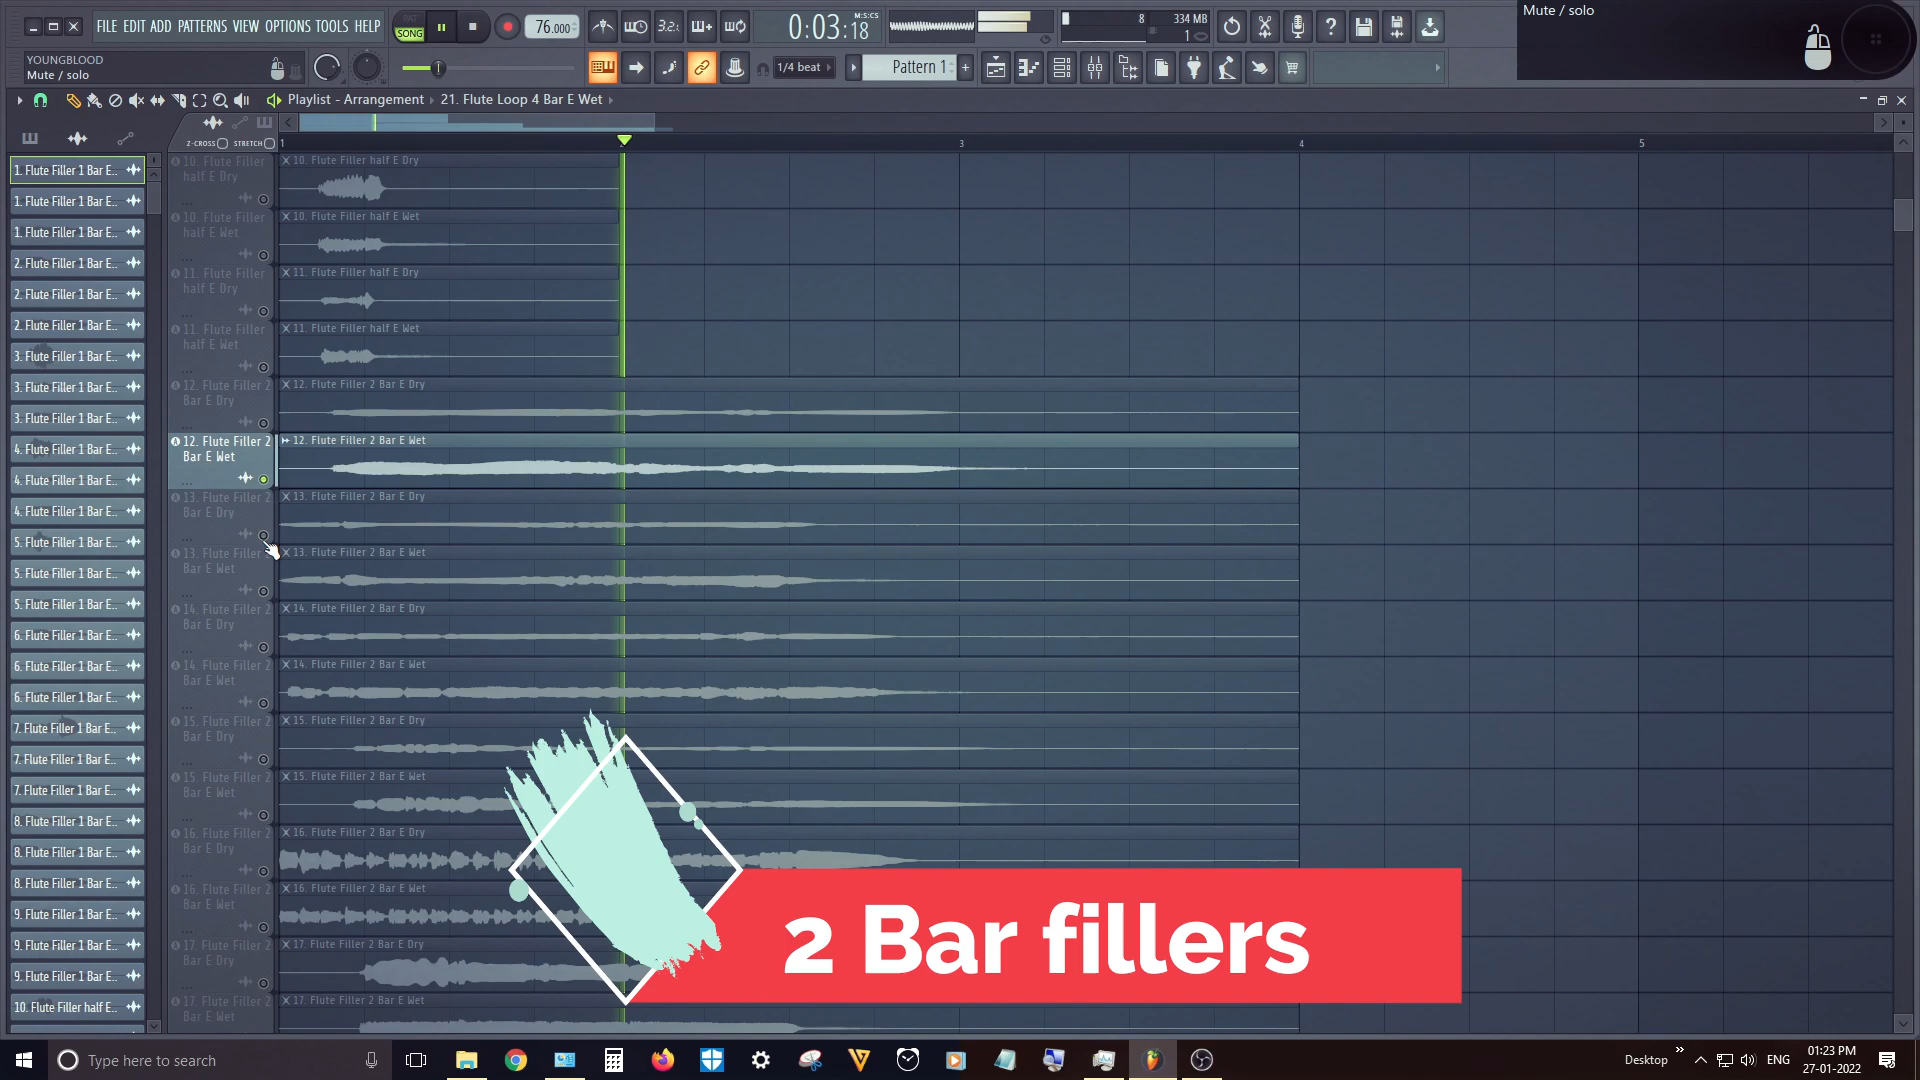 FILE EDIT ADD PATTERNS VIEW OPTIONS TOOLS HELP
PAT
SONG
76.000
3.2:
0:03:18
M:S:CS
8
334 MB
1
Mute / solo
YOUNGBLOOD
Mute / solo
1/4 beat
Pattern 1
Playlist - Arrangement
21. Flute Loop 4 Bar E Wet
Z-CROSS
STRETCH
1
3
4
5
1. Flute Filler 1 Bar E..
1. Flute Filler 1 Bar E..
1. Flute Filler 1 Bar E..
2. Flute Filler 1 Bar E..
2. Flute Filler 1 Bar E..
2. Flute Filler 1 Bar E..
3. Flute Filler 1 Bar E..
3. Flute Filler 1 Bar E..
3. Flute Filler 1 Bar E..
4. Flute Filler 1 Bar E..
4. Flute Filler 1 Bar E..
4. Flute Filler 1 Bar E..
5. Flute Filler 1 Bar E..
5. Flute Filler 1 Bar E..
5. Flute Filler 1 Bar E..
6. Flute Filler 1 Bar E..
6. Flute Filler 1 Bar E..
6. Flute Filler 1 Bar E..
7. Flute Filler 1 Bar E..
7. Flute Filler 1 Bar E..
7. Flute Filler 1 Bar E..
8. Flute Filler 1 Bar E..
8. Flute Filler 1 Bar E..
8. Flute Filler 1 Bar E..
9. Flute Filler 1 Bar E..
9. Flute Filler 1 Bar E..
9. Flute Filler 1 Bar E..
10. Flute Filler half E..
10. Flute Filler
half E Dry
10. Flute Filler half E Dry
10. Flute Filler
half E Wet
10. Flute Filler half E Wet
11. Flute Filler
half E Dry
11. Flute Filler half E Dry
11. Flute Filler
half E Wet
11. Flute Filler half E Wet
12. Flute Filler 2
Bar E Dry
12. Flute Filler 2 Bar E Dry
12. Flute Filler 2
Bar E Wet
12. Flute Filler 2 Bar E Wet
13. Flute Filler 2
Bar E Dry
13. Flute Filler 2 Bar E Dry
13. Flute Filler
Bar E Wet
13. Flute Filler 2 Bar E Wet
14. Flute Filler 2
Bar E Dry
14. Flute Filler 2 Bar E Dry
14. Flute Filler 2
Bar E Wet
14. Flute Filler 2 Bar E Wet
15. Flute Filler 2
Bar E Dry
15. Flute Filler 2 Bar E Dry
15. Flute Filler 2
Bar E Wet
15. Flute Filler 2 Bar E Wet
16. Flute Filler 2
Bar E Dry
16. Flute Filler 2 Bar E Dry
16. Flute Filler 2
Bar E Wet
16. Flute Filler 2 Bar E Wet
17. Flute Filler 2
Bar E Dry
17. Flute Filler 2 Bar E Dry
17. Flute Filler 2
Bar E Wet
17. Flute Filler 2 Bar E Wet
2 Bar fillers
Type here to search
Desktop
ENG
01:23 PM
27-01-2022